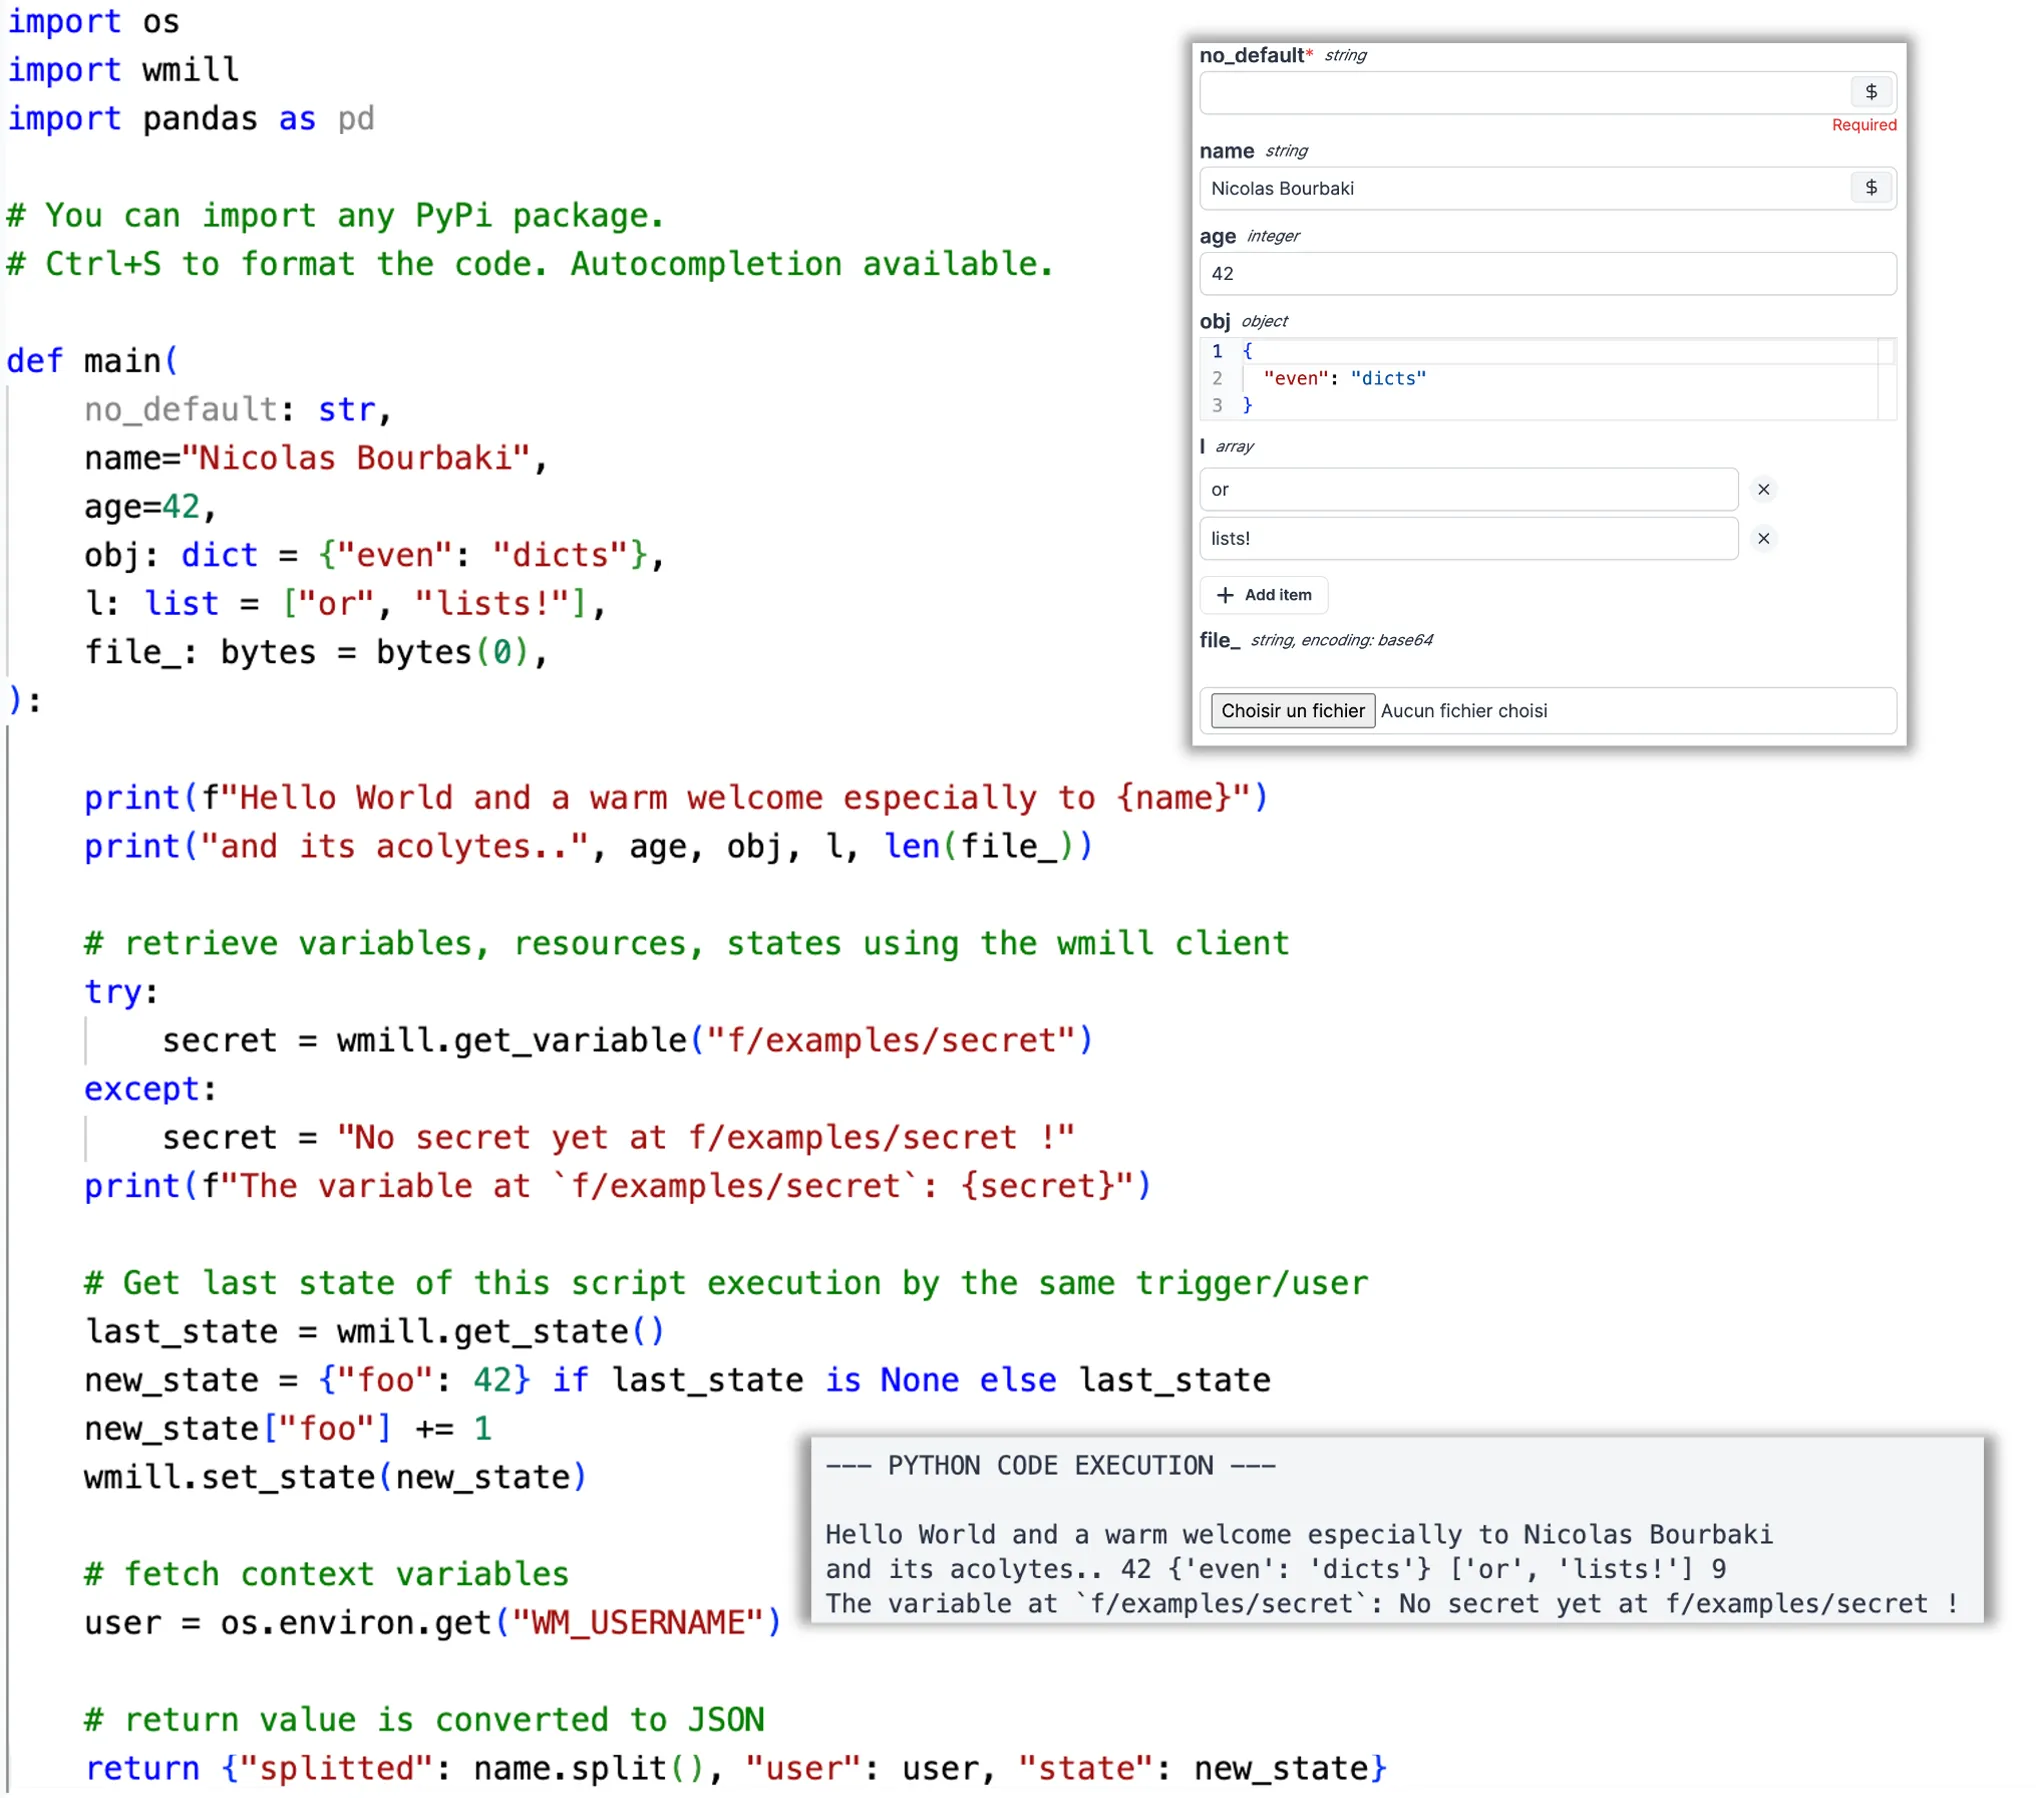 import os
import wmill
import pandas as pd
# You can import any PyPi package.
# Ctrl+S to format the code. Autocompletion available.
def main(
    no_default: str,
    name="Nicolas Bourbaki",
    age=42,
    obj: dict = {"even": "dicts"},
    l: list = ["or", "lists!"],
    file_: bytes = bytes(0),
):
    print(f"Hello World and a warm welcome especially to {name}")
    print("and its acolytes..", age, obj, l, len(file_))
    # retrieve variables, resources, states using the wmill client
    try:
        secret = wmill.get_variable("f/examples/secret")
    except:
        secret = "No secret yet at f/examples/secret !"
    print(f"The variable at `f/examples/secret`: {secret}")
    # Get last state of this script execution by the same trigger/user
    last_state = wmill.get_state()
    new_state = {"foo": 42} if last_state is None else last_state
    new_state["foo"] += 1
    wmill.set_state(new_state)
    # fetch context variables
    user = os.environ.get("WM_USERNAME")
    # return value is converted to JSON
    return {"splitted": name.split(), "user": user, "state": new_state}
no_default* string
$
Required
name string
Nicolas Bourbaki $
age integer
42
obj object
1 {
2   "even": "dicts"
3 }
l array
or ×
lists! ×
+ Add item
file_ string, encoding: base64
Choisir un fichier Aucun fichier choisi
--- PYTHON CODE EXECUTION ---
Hello World and a warm welcome especially to Nicolas Bourbaki
and its acolytes.. 42 {'even': 'dicts'} ['or', 'lists!'] 9
The variable at `f/examples/secret`: No secret yet at f/examples/secret !